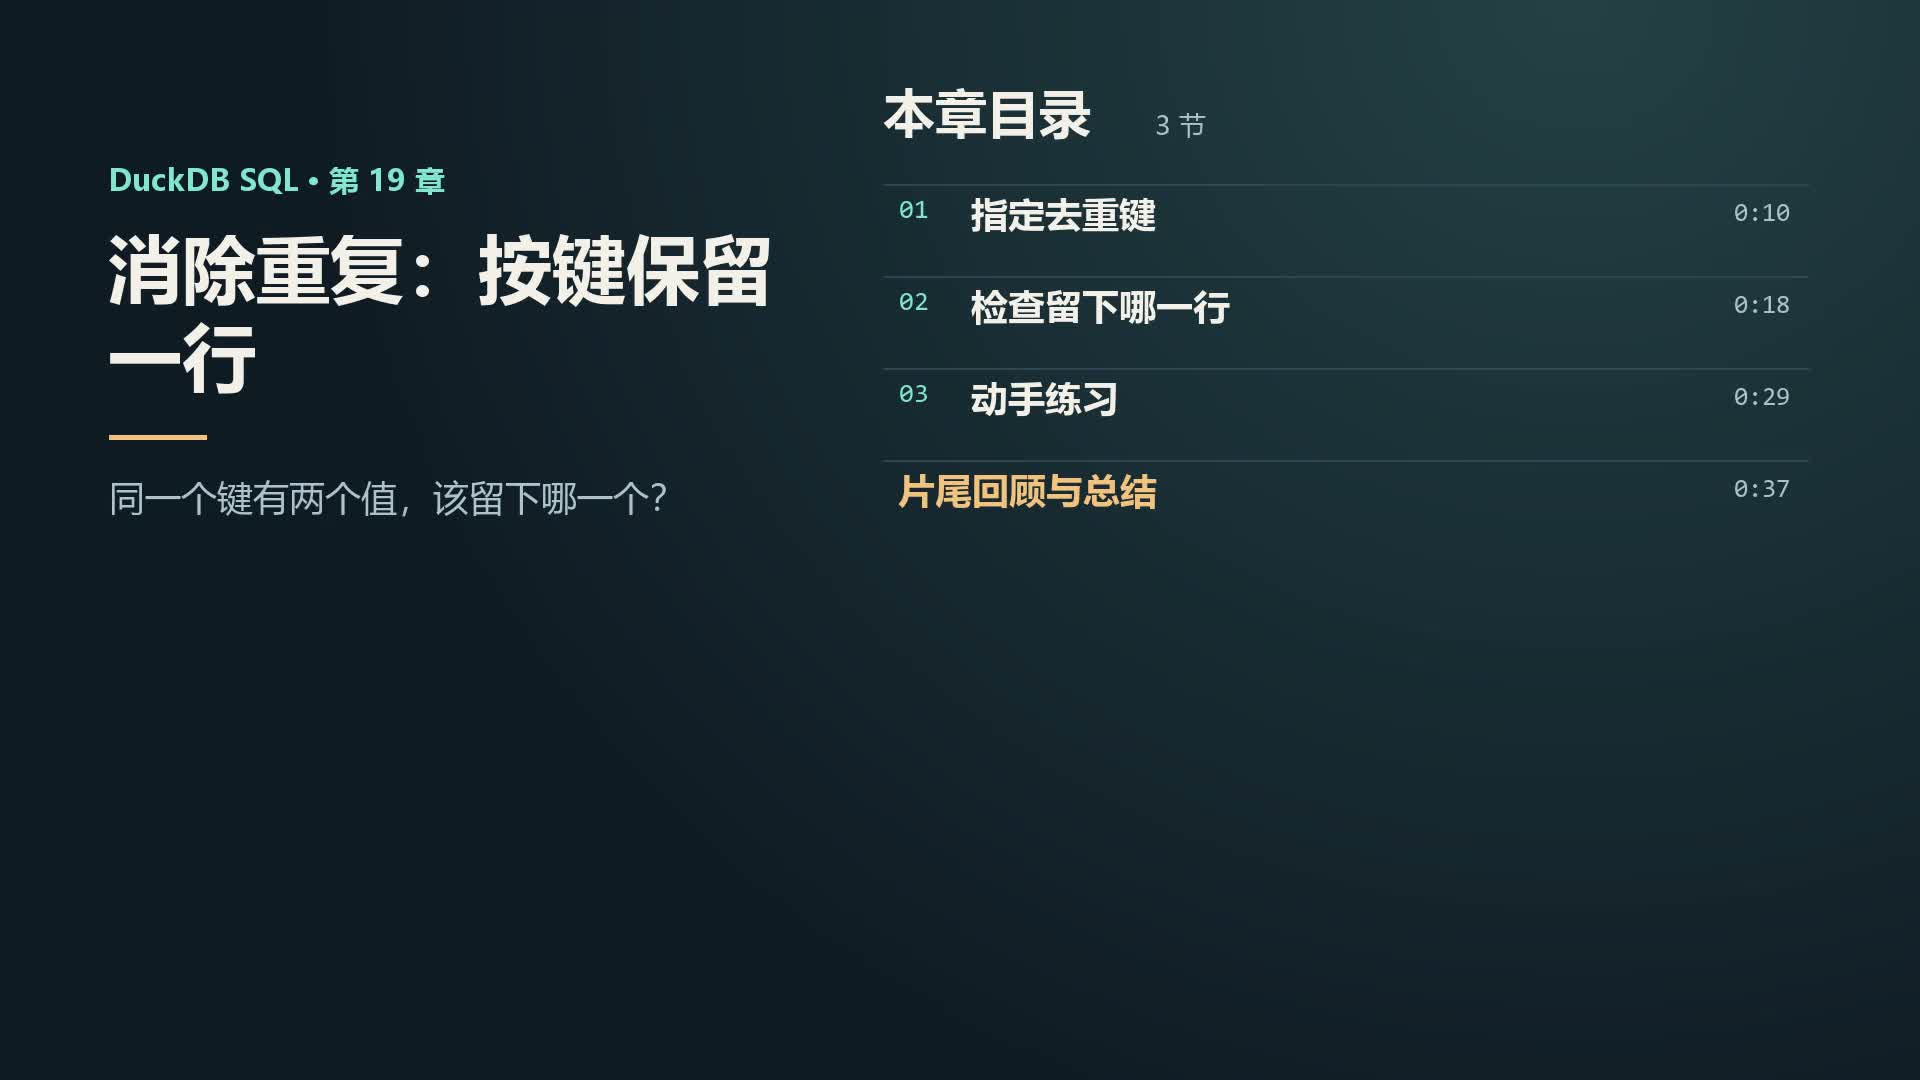 DuckDB SQL • 第 19 章
消除重复：按键保留
一行
同一个键有两个值，该留下哪一个？
本章目录 3 节
01 指定去重键 0:10
02 检查留下哪一行 0:18
03 动手练习 0:29
片尾回顾与总结 0:37